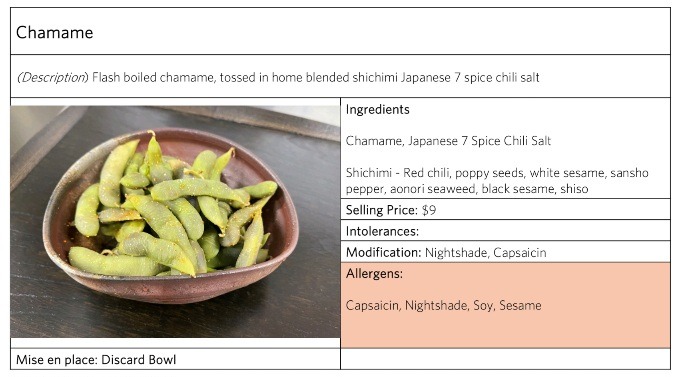 Chamame
(Description) Flash boiled chamame, tossed in home blended shichimi Japanese 7 spice chili salt
Ingredients
Chamame, Japanese 7 Spice Chili Salt
Shichimi - Red chili, poppy seeds, white sesame, sansho
pepper, aonori seaweed, black sesame, shiso
Selling Price: $9
Intolerances:
Modification: Nightshade, Capsaicin
Allergens:
Capsaicin, Nightshade, Soy, Sesame
Mise en place: Discard Bowl